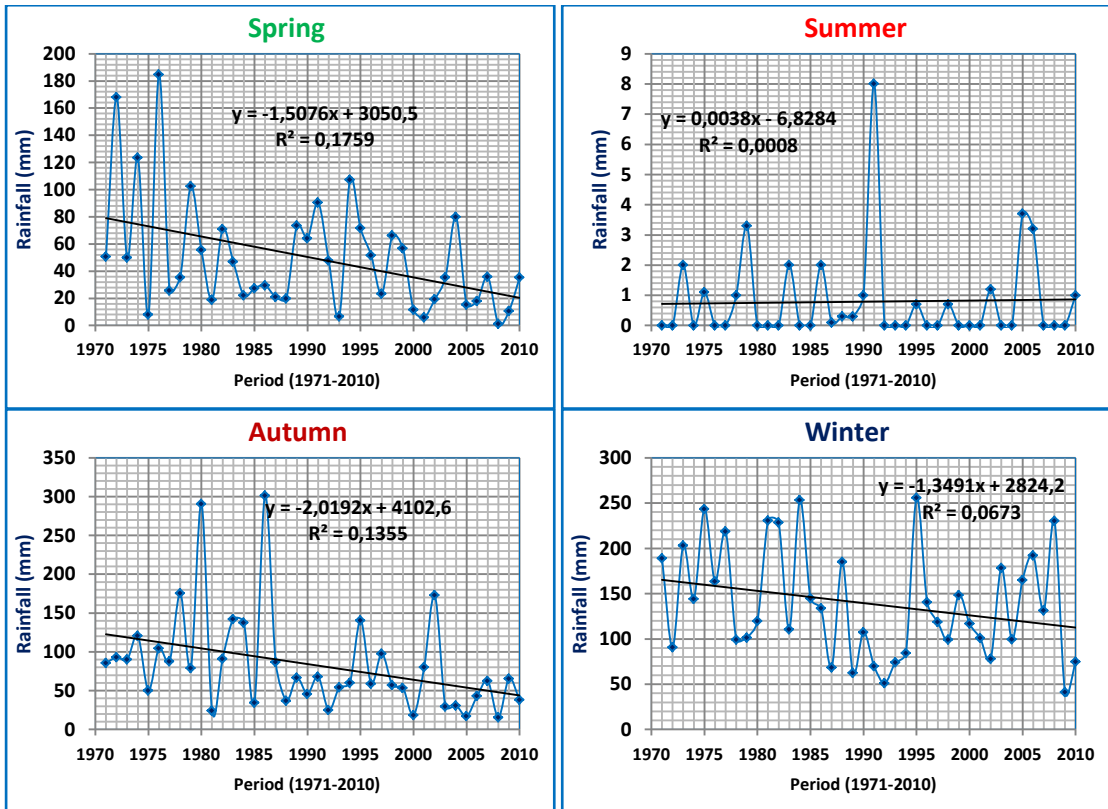 Spring
200
180
160
140
120
100
80
60
40
20
0
Rainfall (mm)
y = -1,5076x + 3050,5
R² = 0,1759
1970 1975 1980 1985 1990 1995 2000 2005 2010
Period (1971-2010)
Summer
9
8
7
6
5
4
3
2
1
0
Rainfall (mm)
y = 0,0038x - 6,8284
R² = 0,0008
1970 1975 1980 1985 1990 1995 2000 2005 2010
Period (1971-2010)
Autumn
350
300
250
200
150
100
50
0
Rainfall (mm)
y = -2,0192x + 4102,6
R² = 0,1355
1970 1975 1980 1985 1990 1995 2000 2005 2010
Period (1971-2010)
Winter
300
250
200
150
100
50
0
Rainfall (mm)
y = -1,3491x + 2824,2
R² = 0,0673
1970 1975 1980 1985 1990 1995 2000 2005 2010
Period (1971-2010)